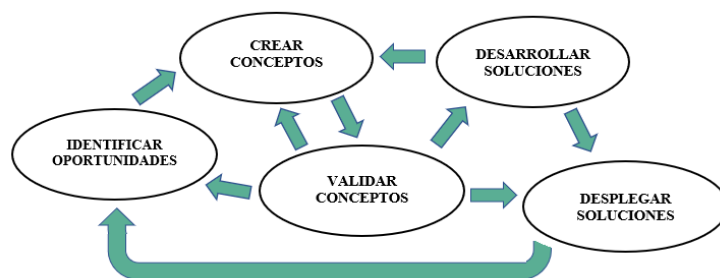 CREAR
CONCEPTOS
DESARROLLAR
SOLUCIONES
IDENTIFICAR
OPORTUNIDADES
VALIDAR
CONCEPTOS
DESPLEGAR
SOLUCIONES